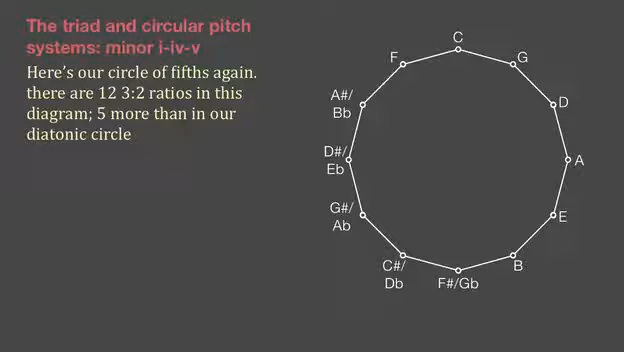 The triad and circular pitch
systems: minor i-iv-v
Here's our circle of fifths again.
there are 12 3:2 ratios in this
diagram; 5 more than in our
diatonic circle
C
G
D
A
E
B
F#/Gb
C#/
Db
G#/
Ab
D#/
Eb
A#/
Bb
F